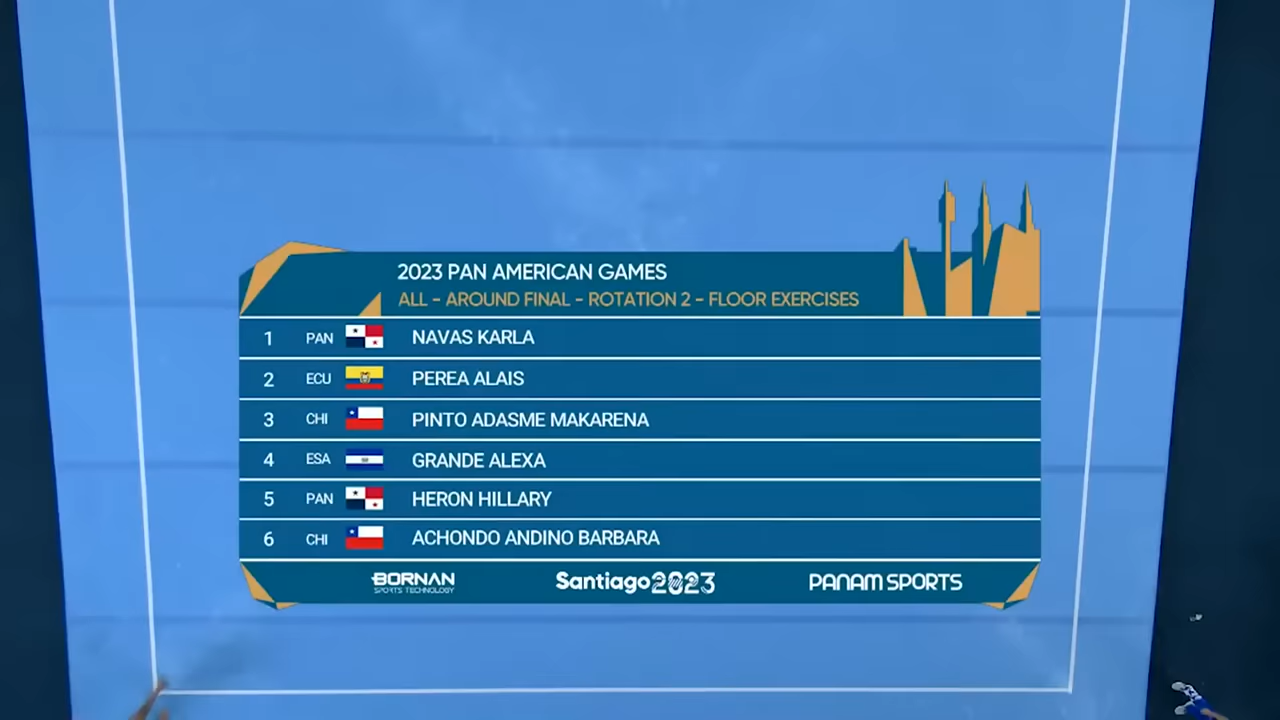 2023 PAN AMERICAN GAMES
ALL - AROUND FINAL - ROTATION 2 - FLOOR EXERCISES
1 PAN NAVAS KARLA
2 ECU PEREA ALAIS
3 CHI PINTO ADASME MAKARENA
4 ESA GRANDE ALEXA
5 PAN HERON HILLARY
6 CHI ACHONDO ANDINO BARBARA
BORNAN SPORTS TECHNOLOGY Santiago2023 PANAM SPORTS